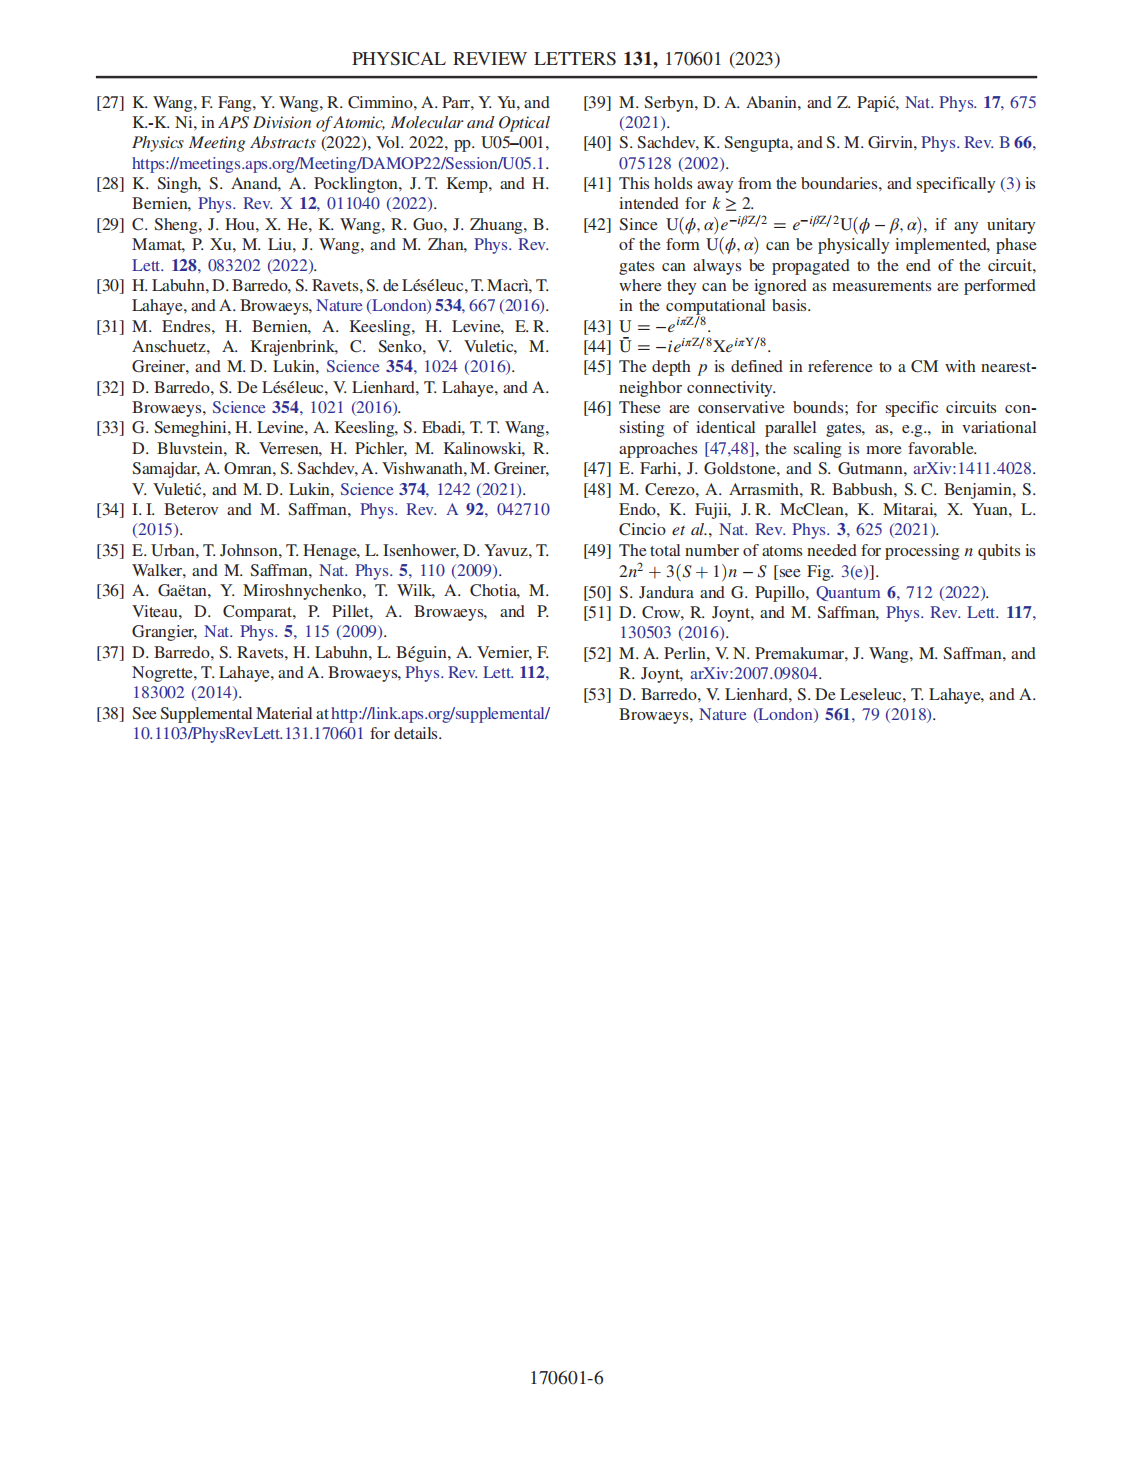 PHYSICAL REVIEW LETTERS 131, 170601 (2023)
[27] K. Wang, F. Fang, Y. Wang, R. Cimmino, A. Parr, Y. Yu, and
K.-K. Ni, in APS Division of Atomic, Molecular and Optical
Physics Meeting Abstracts (2022), Vol. 2022, pp. U05–001,
https://meetings.aps.org/Meeting/DAMOP22/Session/U05.1.
[28] K. Singh, S. Anand, A. Pocklington, J. T. Kemp, and H.
Bernien, Phys. Rev. X 12, 011040 (2022).
[29] C. Sheng, J. Hou, X. He, K. Wang, R. Guo, J. Zhuang, B.
Mamat, P. Xu, M. Liu, J. Wang, and M. Zhan, Phys. Rev.
Lett. 128, 083202 (2022).
[30] H. Labuhn, D. Barredo, S. Ravets, S. de Léséleuc, T. Macrì, T.
Lahaye, and A. Browaeys, Nature (London) 534, 667 (2016).
[31] M. Endres, H. Bernien, A. Keesling, H. Levine, E. R.
Anschuetz, A. Krajenbrink, C. Senko, V. Vuletic, M.
Greiner, and M. D. Lukin, Science 354, 1024 (2016).
[32] D. Barredo, S. De Léséleuc, V. Lienhard, T. Lahaye, and A.
Browaeys, Science 354, 1021 (2016).
[33] G. Semeghini, H. Levine, A. Keesling, S. Ebadi, T. T. Wang,
D. Bluvstein, R. Verresen, H. Pichler, M. Kalinowski, R.
Samajdar, A. Omran, S. Sachdev, A. Vishwanath, M. Greiner,
V. Vuletić, and M. D. Lukin, Science 374, 1242 (2021).
[34] I. I. Beterov and M. Saffman, Phys. Rev. A 92, 042710
(2015).
[35] E. Urban, T. Johnson, T. Henage, L. Isenhower, D. Yavuz, T.
Walker, and M. Saffman, Nat. Phys. 5, 110 (2009).
[36] A. Gaëtan, Y. Miroshnychenko, T. Wilk, A. Chotia, M.
Viteau, D. Comparat, P. Pillet, A. Browaeys, and P.
Grangier, Nat. Phys. 5, 115 (2009).
[37] D. Barredo, S. Ravets, H. Labuhn, L. Béguin, A. Vernier, F.
Nogrette, T. Lahaye, and A. Browaeys, Phys. Rev. Lett. 112,
183002 (2014).
[38] See Supplemental Material at http://link.aps.org/supplemental/
10.1103/PhysRevLett.131.170601 for details.
[39] M. Serbyn, D. A. Abanin, and Z. Papić, Nat. Phys. 17, 675
(2021).
[40] S. Sachdev, K. Sengupta, and S. M. Girvin, Phys. Rev. B 66,
075128 (2002).
[41] This holds away from the boundaries, and specifically (3) is
intended for k ≥ 2.
[42] Since U(ϕ, α)e^{−iβZ/2} = e^{−iβZ/2}U(ϕ − β, α), if any unitary
of the form U(ϕ, α) can be physically implemented, phase
gates can always be propagated to the end of the circuit,
where they can be ignored as measurements are performed
in the computational basis.
[43] U = −e^{iπZ/8}.
[44] Ū = −ie^{iπZ/8}Xe^{iπY/8}.
[45] The depth p is defined in reference to a CM with nearest-
neighbor connectivity.
[46] These are conservative bounds; for specific circuits con-
sisting of identical parallel gates, as, e.g., in variational
approaches [47,48], the scaling is more favorable.
[47] E. Farhi, J. Goldstone, and S. Gutmann, arXiv:1411.4028.
[48] M. Cerezo, A. Arrasmith, R. Babbush, S. C. Benjamin, S.
Endo, K. Fujii, J. R. McClean, K. Mitarai, X. Yuan, L.
Cincio et al., Nat. Rev. Phys. 3, 625 (2021).
[49] The total number of atoms needed for processing n qubits is
2n² + 3(S + 1)n − S [see Fig. 3(e)].
[50] S. Jandura and G. Pupillo, Quantum 6, 712 (2022).
[51] D. Crow, R. Joynt, and M. Saffman, Phys. Rev. Lett. 117,
130503 (2016).
[52] M. A. Perlin, V. N. Premakumar, J. Wang, M. Saffman, and
R. Joynt, arXiv:2007.09804.
[53] D. Barredo, V. Lienhard, S. De Leseleuc, T. Lahaye, and A.
Browaeys, Nature (London) 561, 79 (2018).
170601-6